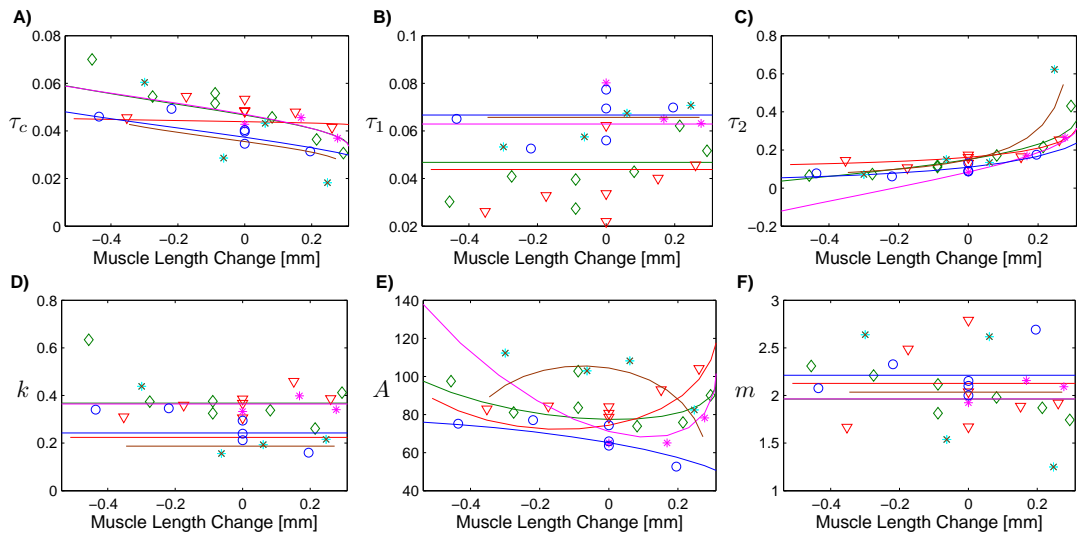 A)
0.08
0.06
0.04
0.02
0
τc
−0.4 −0.2 0 0.2
Muscle Length Change [mm]
B)
0.1
0.08
0.06
0.04
0.02
τ1
−0.4 −0.2 0 0.2
Muscle Length Change [mm]
C)
0.8
0.6
0.4
0.2
0
−0.2
τ2
−0.4 −0.2 0 0.2
Muscle Length Change [mm]
D)
0.8
0.6
0.4
0.2
0
k
−0.4 −0.2 0 0.2
Muscle Length Change [mm]
E)
140
120
100
80
60
40
A
−0.4 −0.2 0 0.2
Muscle Length Change [mm]
F)
3
2.5
2
1.5
1
m
−0.4 −0.2 0 0.2
Muscle Length Change [mm]